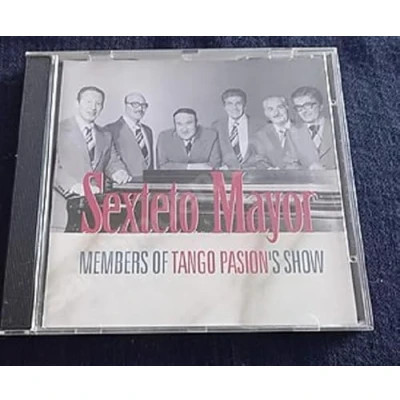 Sexteto Mayor
MEMBERS OF TANGO PASION'S SHOW